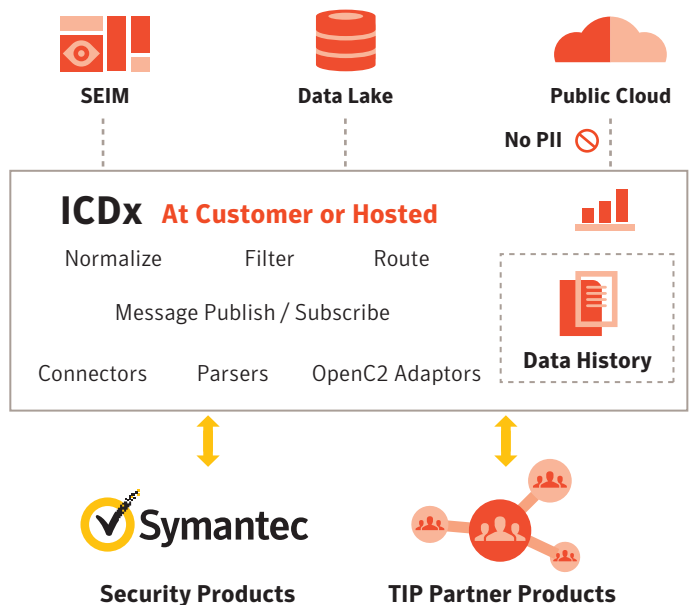 SEIM
Data Lake
Public Cloud
No PII
ICDx At Customer or Hosted
Normalize
Filter
Route
Message Publish / Subscribe
Data History
Connectors
Parsers
OpenC2 Adaptors
Symantec
Security Products
TIP Partner Products